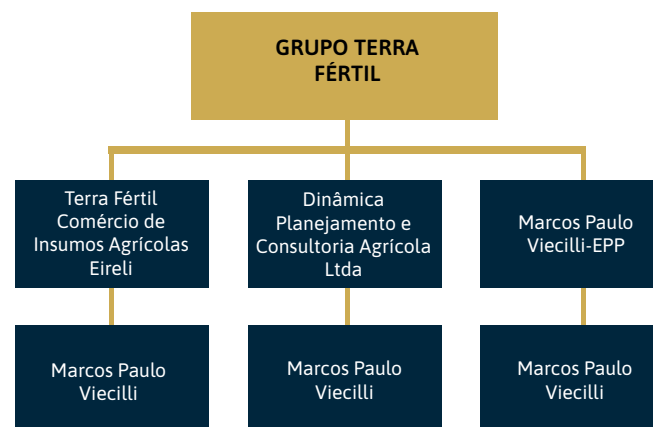 GRUPO TERRA
FÉRTIL
Terra Fértil
Comércio de
Insumos Agrícolas
Eireli
Dinâmica
Planejamento e
Consultoria Agrícola
Ltda
Marcos Paulo
Viecilli-EPP
Marcos Paulo
Viecilli
Marcos Paulo
Viecilli
Marcos Paulo
Viecilli